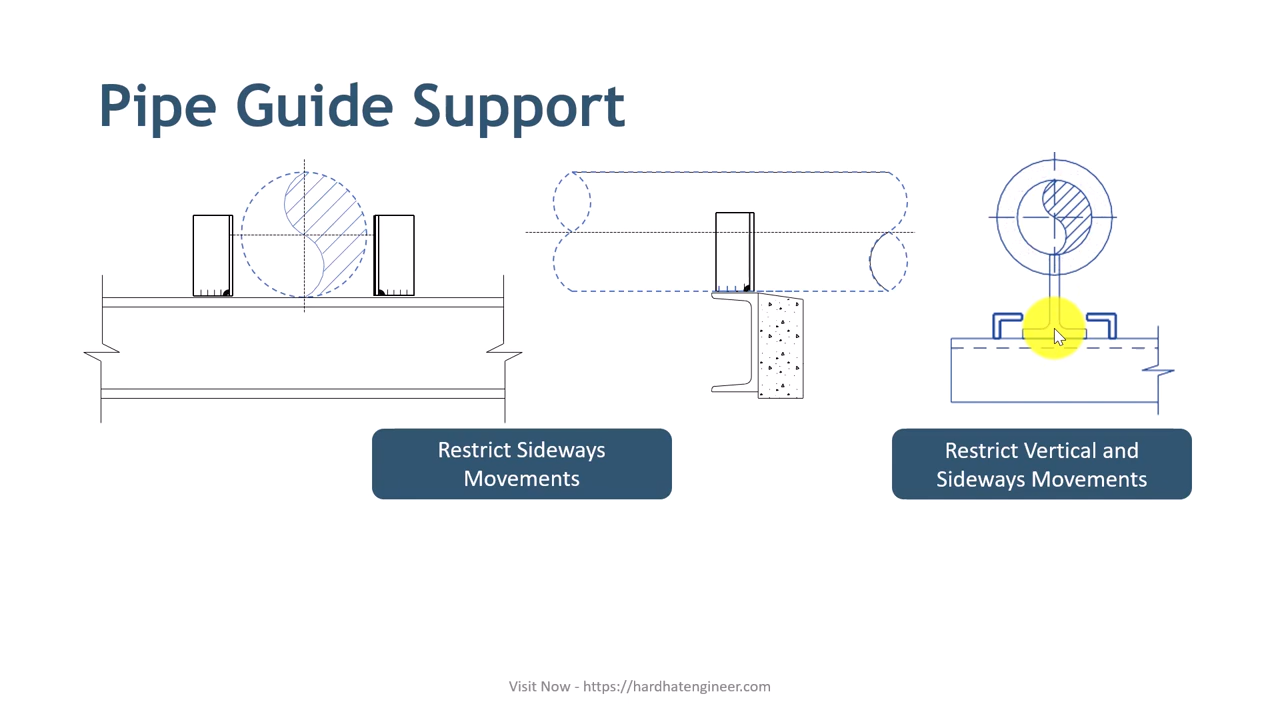 Pipe Guide Support
Restrict Sideways
Movements
Restrict Vertical and
Sideways Movements
Visit Now - https://hardhatengineer.com